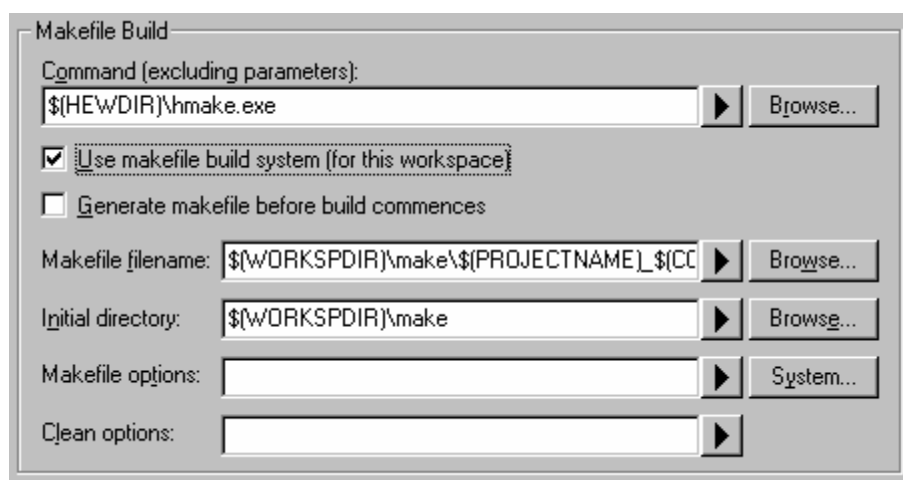 Makefile Build
Command (excluding parameters):
$(HEWDIR)\hmake.exe Browse...
Use makefile build system (for this workspace)
Generate makefile before build commences
Makefile filename: $(WORKSPDIR)\make\$(PROJECTNAME)_$(CC Browse...
Initial directory: $(WORKSPDIR)\make Browse...
Makefile options: System...
Clean options: